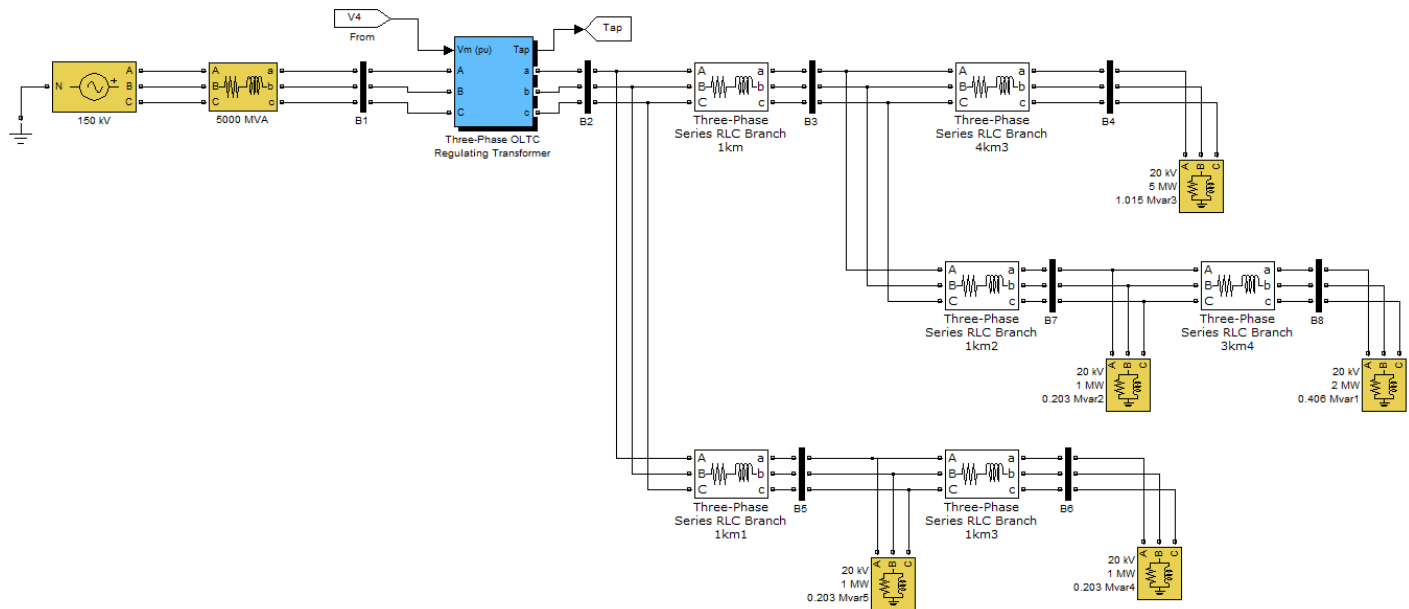 V4
From
Tap
Vm (pu) Tap
A a
B b
C c
Three-Phase OLTC
Regulating Transformer
N A
B
C
150 kV
A a
B b
C c
5000 MVA
B1
B2
A a
B b
C c
Three-Phase
Series RLC Branch
1km
B3
A a
B b
C c
Three-Phase
Series RLC Branch
4km3
B4
A B C
20 kV
5 MW
1.015 Mvar3
A a
B b
C c
Three-Phase
Series RLC Branch
1km2
B7
A a
B b
C c
Three-Phase
Series RLC Branch
3km4
B8
A B C
20 kV
1 MW
0.203 Mvar2
A B C
20 kV
2 MW
0.406 Mvar1
A a
B b
C c
Three-Phase
Series RLC Branch
1km1
B5
A a
B b
C c
Three-Phase
Series RLC Branch
1km3
B6
A B C
20 kV
1 MW
0.203 Mvar5
A B C
20 kV
1 MW
0.203 Mvar4